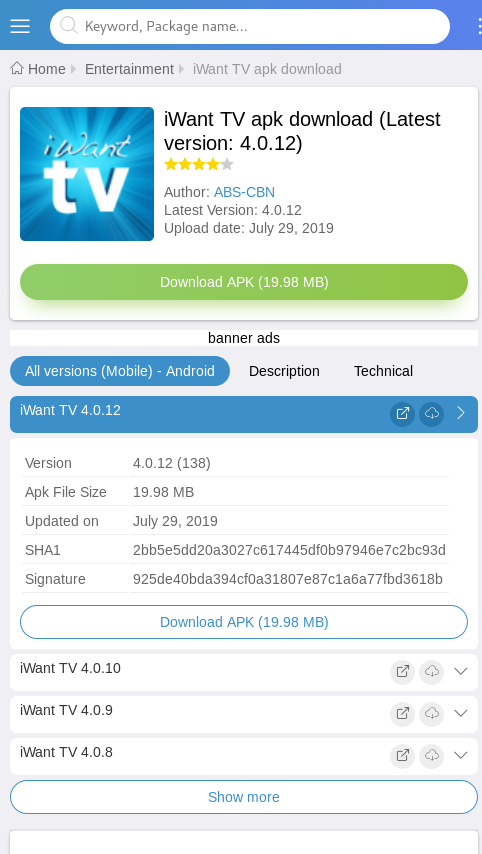 Keyword, Package name...
Home Entertainment iWant TV apk download
iWant tv
iWant TV apk download (Latest
version: 4.0.12)
Author: ABS-CBN
Latest Version: 4.0.12
Upload date: July 29, 2019
Download APK (19.98 MB)
banner ads
All versions (Mobile) - Android Description Technical
iWant TV 4.0.12
Version 4.0.12 (138)
Apk File Size 19.98 MB
Updated on July 29, 2019
SHA1 2bb5e5dd20a3027c617445df0b97946e7c2bc93d
Signature 925de40bda394cf0a31807e87c1a6a77fbd3618b
Download APK (19.98 MB)
iWant TV 4.0.10
iWant TV 4.0.9
iWant TV 4.0.8
Show more